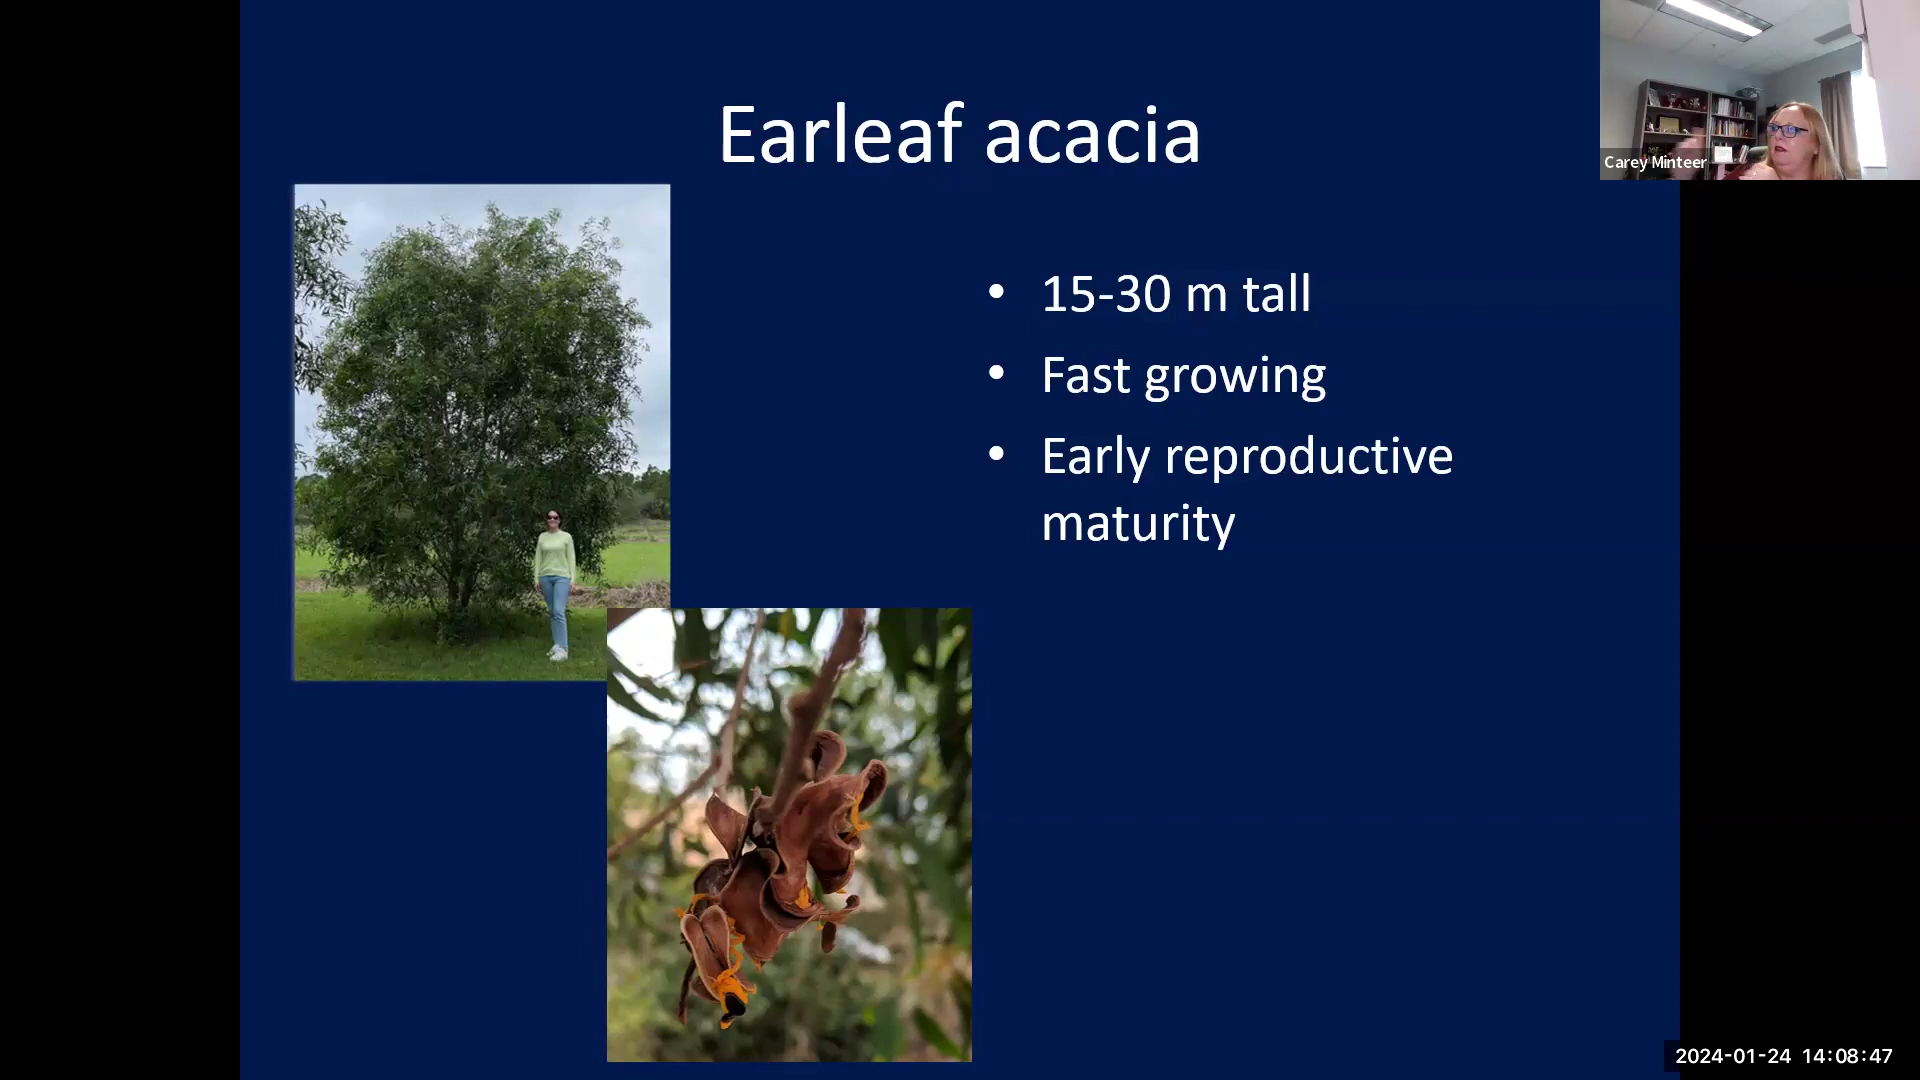 Earleaf acacia
Carey Minteer
• 15-30 m tall
• Fast growing
• Early reproductive
maturity
2024-01-24 14:08:47